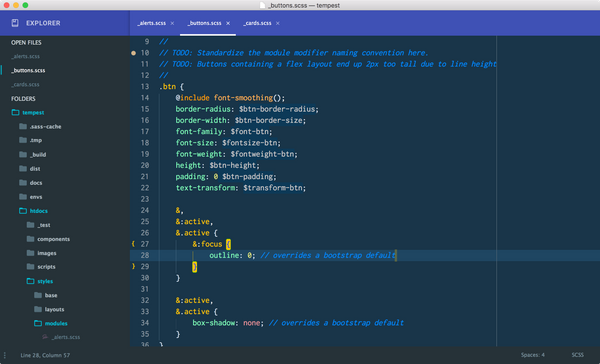 _buttons.scss — tempest
EXPLORER
OPEN FILES
_alerts.scss
_buttons.scss
_cards.scss
FOLDERS
tempest
.sass-cache
.tmp
_build
dist
docs
envs
htdocs
_test
components
images
scripts
styles
base
layouts
modules
_alerts.scss
_alerts.scss ×
_buttons.scss ×
_cards.scss ×
9 //
10 // TODO: Standardize the module modifier naming convention here.
11 // TODO: Buttons containing a flex layout end up 2px too tall due to line height
12 //
13 .btn {
14 @include font-smoothing();
15 border-radius: $btn-border-radius;
16 border-width: $btn-border-size;
17 font-family: $font-btn;
18 font-size: $fontsize-btn;
19 font-weight: $fontweight-btn;
20 height: $btn-height;
21 padding: 0 $btn-padding;
22 text-transform: $transform-btn;
23
24 &,
25 &:active,
26 &.active {
{ 27 &:focus {
28 outline: 0; // overrides a bootstrap default
} 29 }
30 }
31
32 &:active,
33 &.active {
34 box-shadow: none; // overrides a bootstrap default
35 }
36 }
Line 28, Column 57
Spaces: 4
SCSS